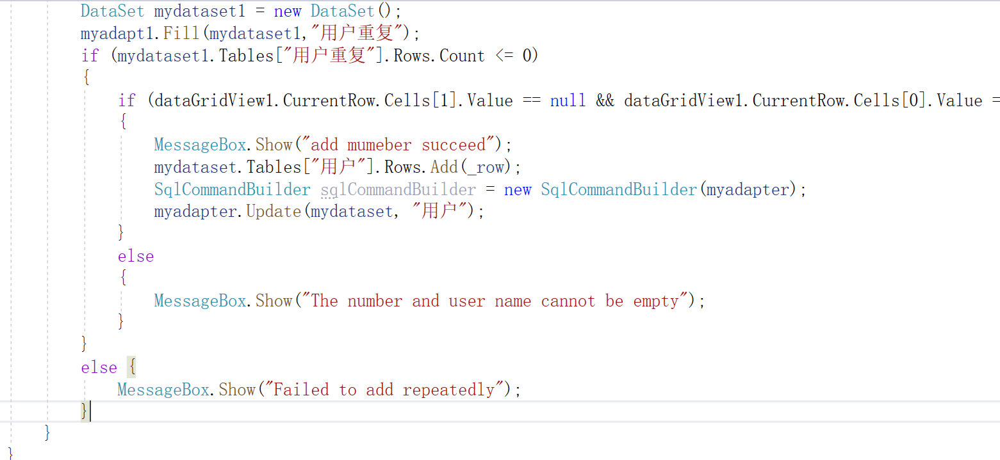 DataSet mydataset1 = new DataSet();
myadapt1.Fill(mydataset1,"用户重复");
if (mydataset1.Tables["用户重复"].Rows.Count <= 0)
{
if (dataGridView1.CurrentRow.Cells[1].Value == null && dataGridView1.CurrentRow.Cells[0].Value =
{
MessageBox.Show("add mumeber succeed");
mydataset.Tables["用户"].Rows.Add(_row);
SqlCommandBuilder sqlCommandBuilder = new SqlCommandBuilder(myadapter);
myadapter.Update(mydataset, "用户");
}
else
{
MessageBox.Show("The number and user name cannot be empty");
}
}
else {
MessageBox.Show("Failed to add repeatedly");
}
}
}